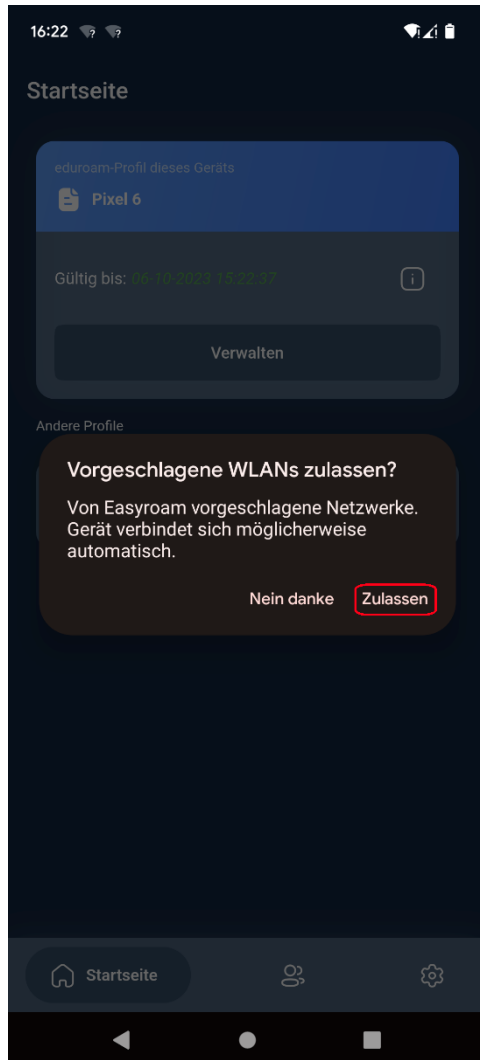 16:22
Startseite
eduroam-Profil dieses Geräts
Pixel 6
Gültig bis: 06-10-2023 15:22:37
Verwalten
Andere Profile
Vorgeschlagene WLANs zulassen?
Von Easyroam vorgeschlagene Netzwerke.
Gerät verbindet sich möglicherweise
automatisch.
Nein danke Zulassen
Startseite